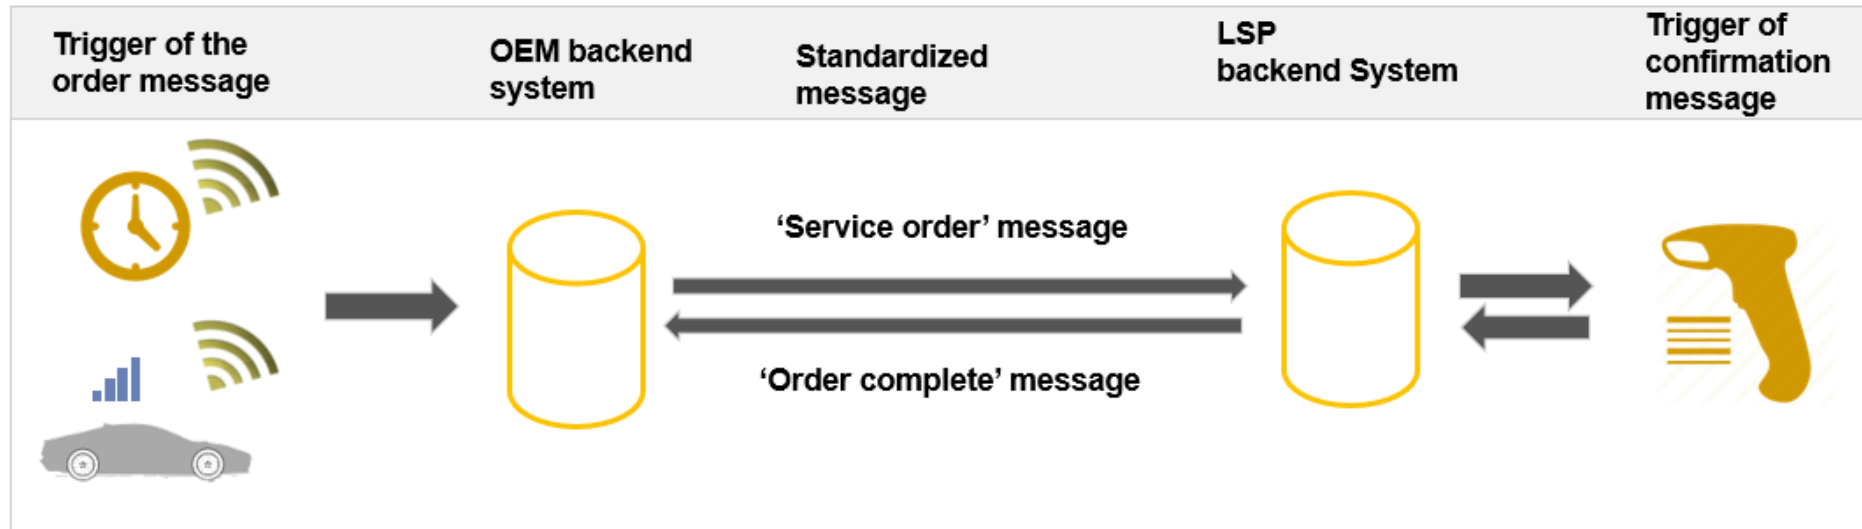 Trigger of the
order message
OEM backend
system
Standardized
message
LSP
backend System
Trigger of
confirmation
message
‘Service order’ message
‘Order complete’ message